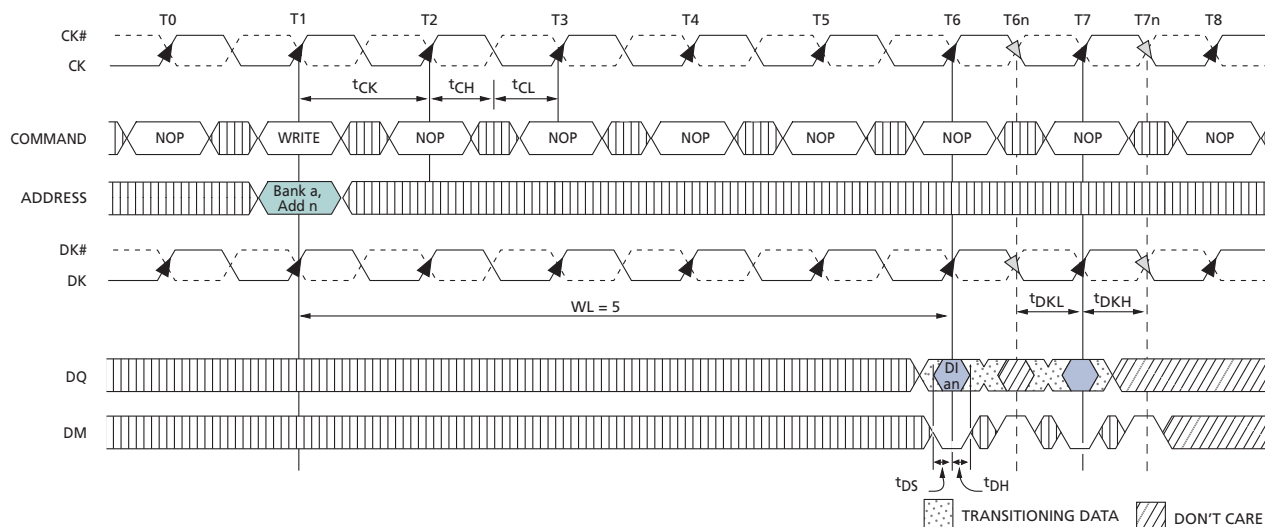 T0 T1 T2 T3 T4 T5 T6 T6n T7 T7n T8
CK#
CK
tCK tCH tCL
COMMAND NOP WRITE NOP NOP NOP NOP NOP NOP NOP
ADDRESS Bank a,
Add n
DK#
DK
WL = 5 tDKL tDKH
DQ DI
an
DM
tDS tDH
TRANSITIONING DATA DON'T CARE